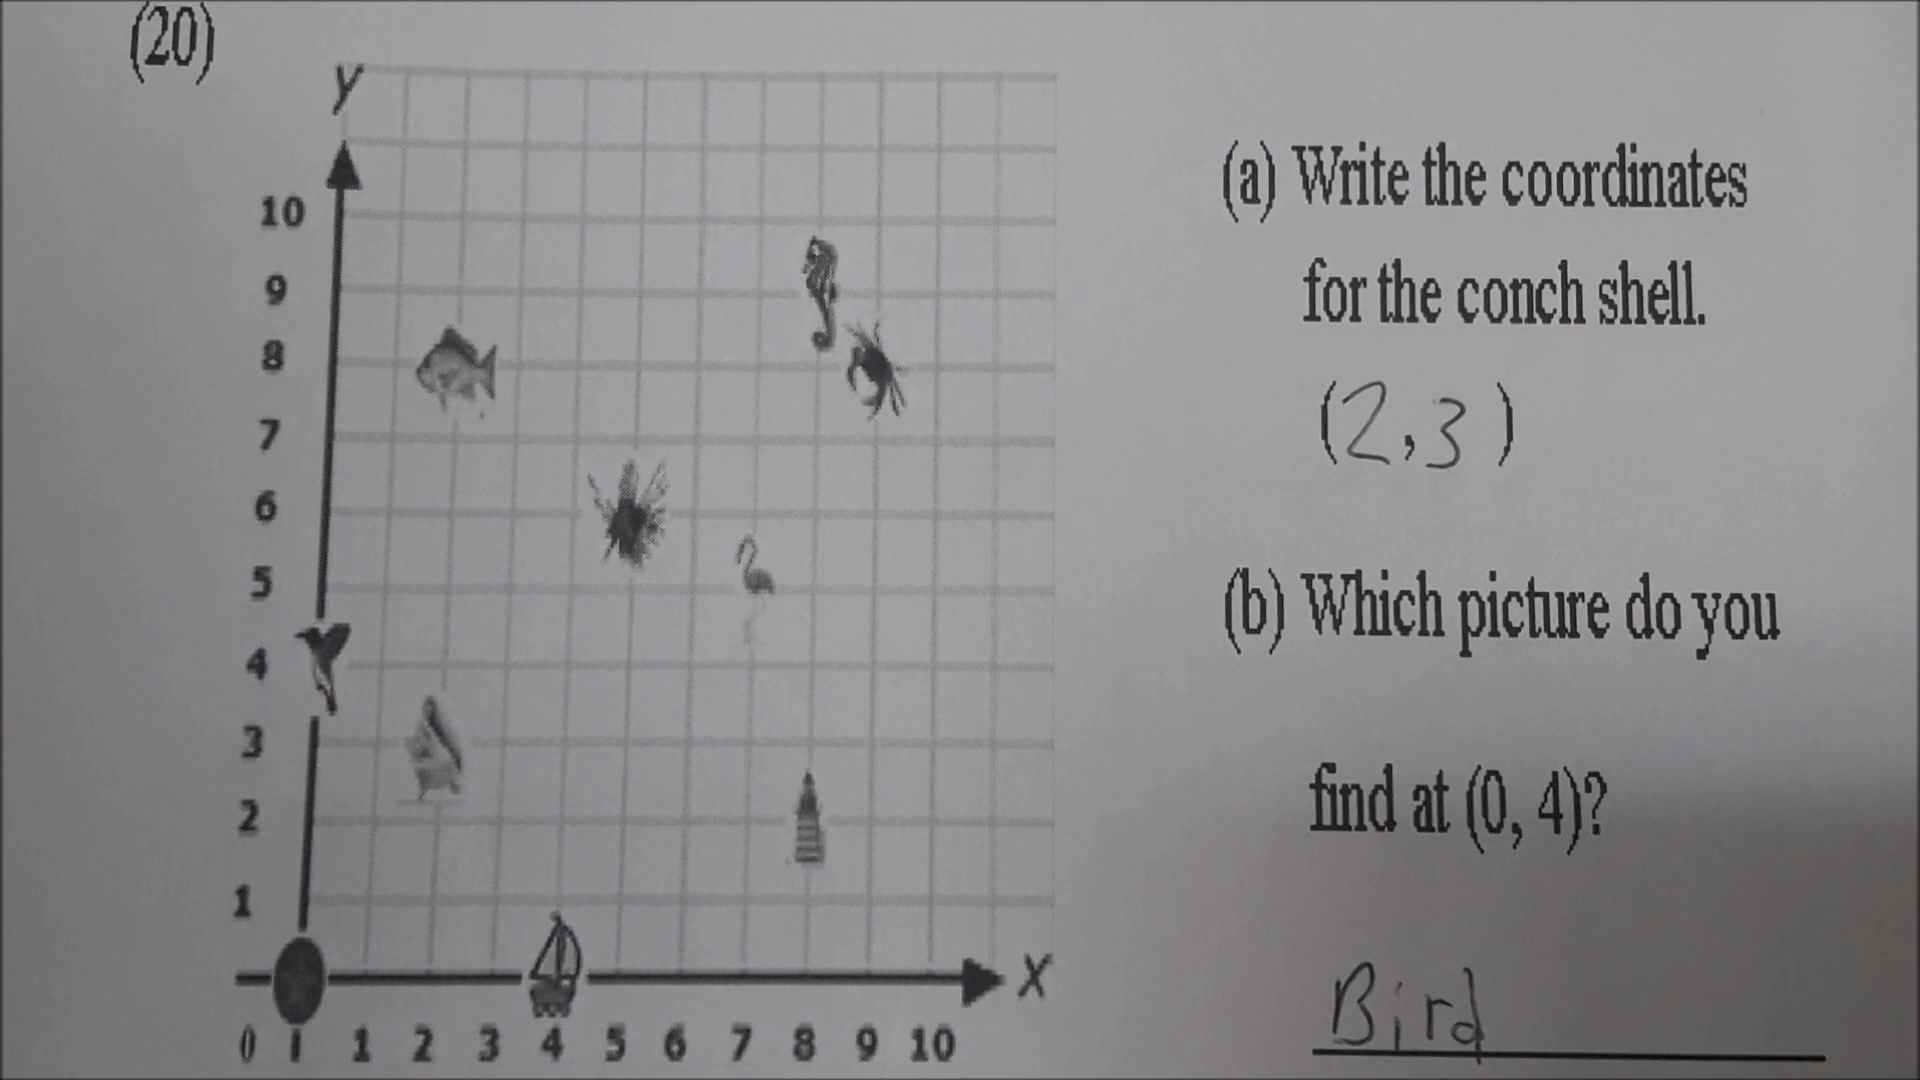 (20)
y
10
9
8
7
6
5
4
3
2
1
x
0 1 2 3 4 5 6 7 8 9 10
(a) Write the coordinates
for the conch shell.
(2,3)
(b) Which picture do you
find at (0, 4)?
Bird